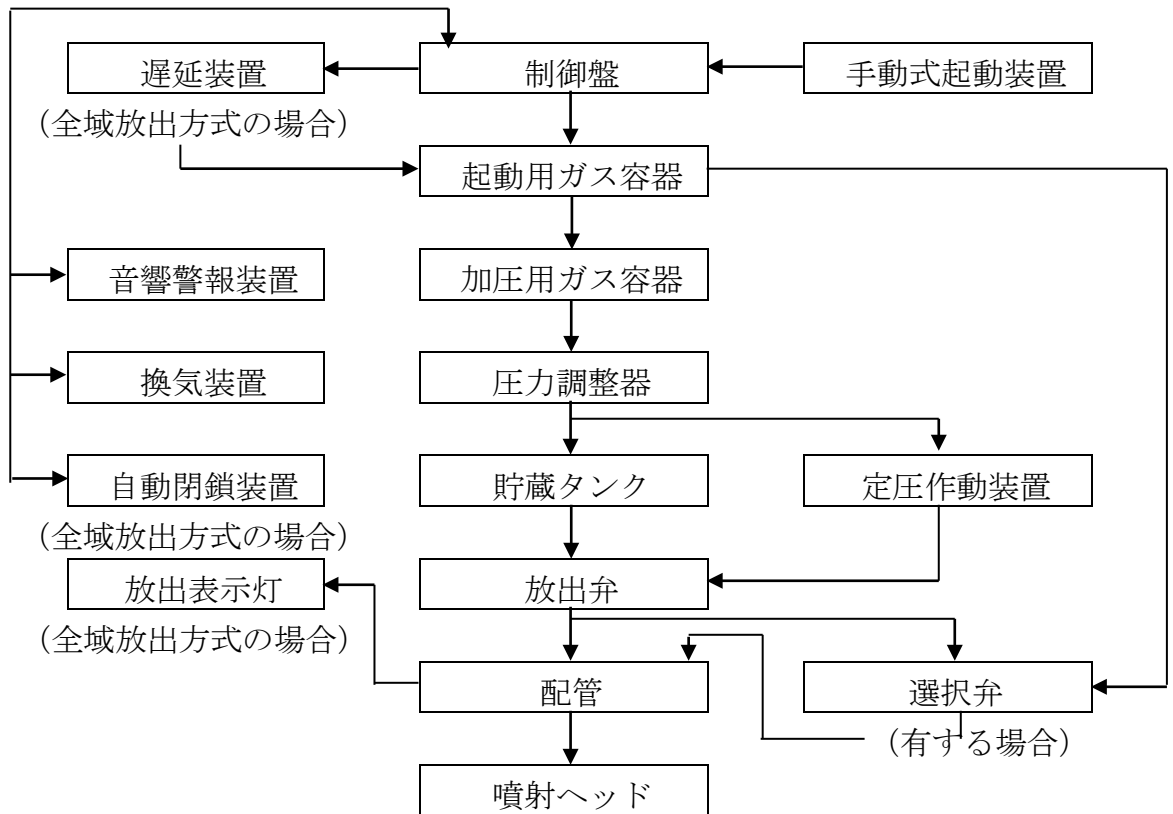 遅延装置
制御盤
手動式起動装置
(全域放出方式の場合)
起動用ガス容器
音響警報装置
加圧用ガス容器
換気装置
圧力調整器
自動閉鎖装置
貯蔵タンク
定圧作動装置
(全域放出方式の場合)
放出表示灯
放出弁
(全域放出方式の場合)
配管
選択弁
(有する場合)
噴射ヘッド